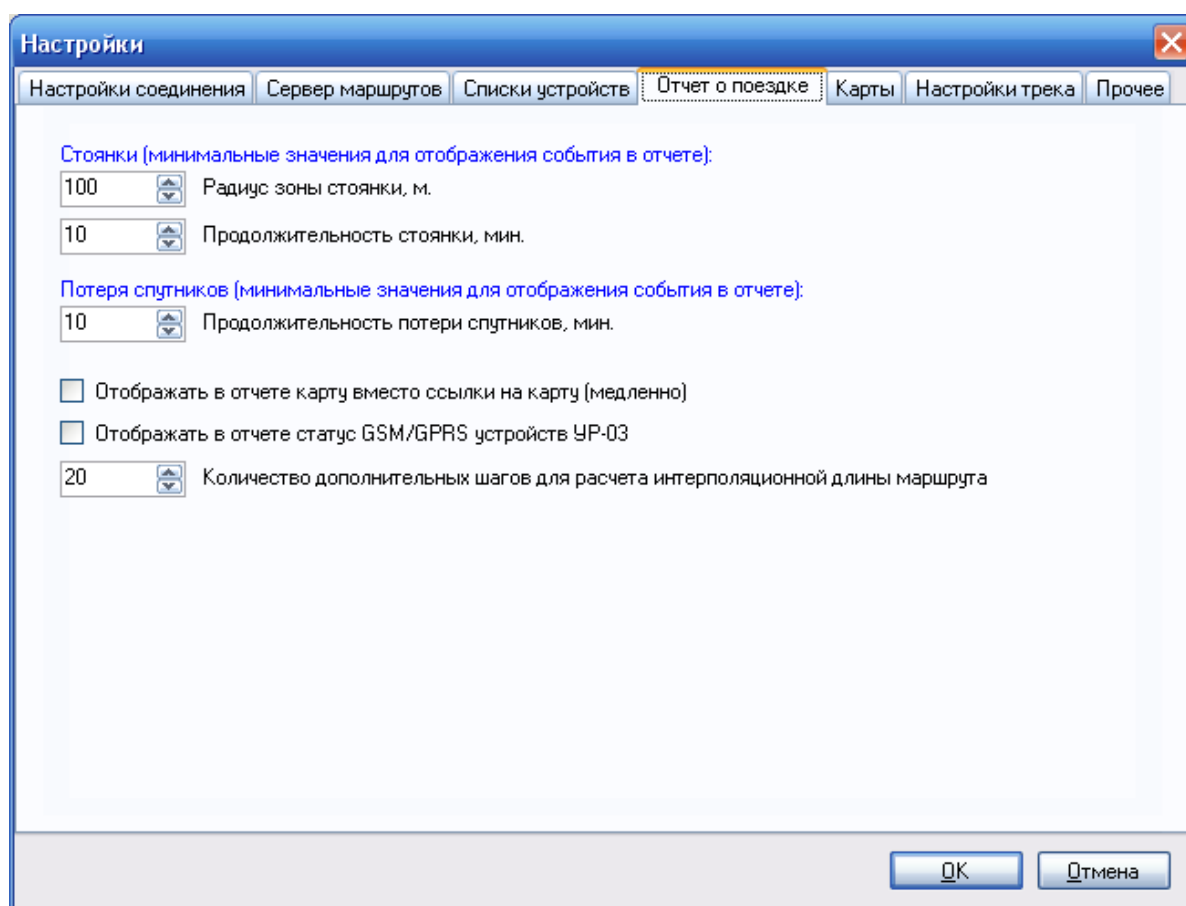 Настройки
Настройки соединения Сервер маршрутов Списки устройств Отчет о поездке Карты Настройки трека Прочее
Стоянки (минимальные значения для отображения события в отчете):
100 Радиус зоны стоянки, м.
10 Продолжительность стоянки, мин.
Потеря спутников (минимальные значения для отображения события в отчете):
10 Продолжительность потери спутников, мин.
Отображать в отчете карту вместо ссылки на карту (медленно)
Отображать в отчете статус GSM/GPRS устройств УР-03
20 Количество дополнительных шагов для расчета интерполяционной длины маршрута
OK Отмена